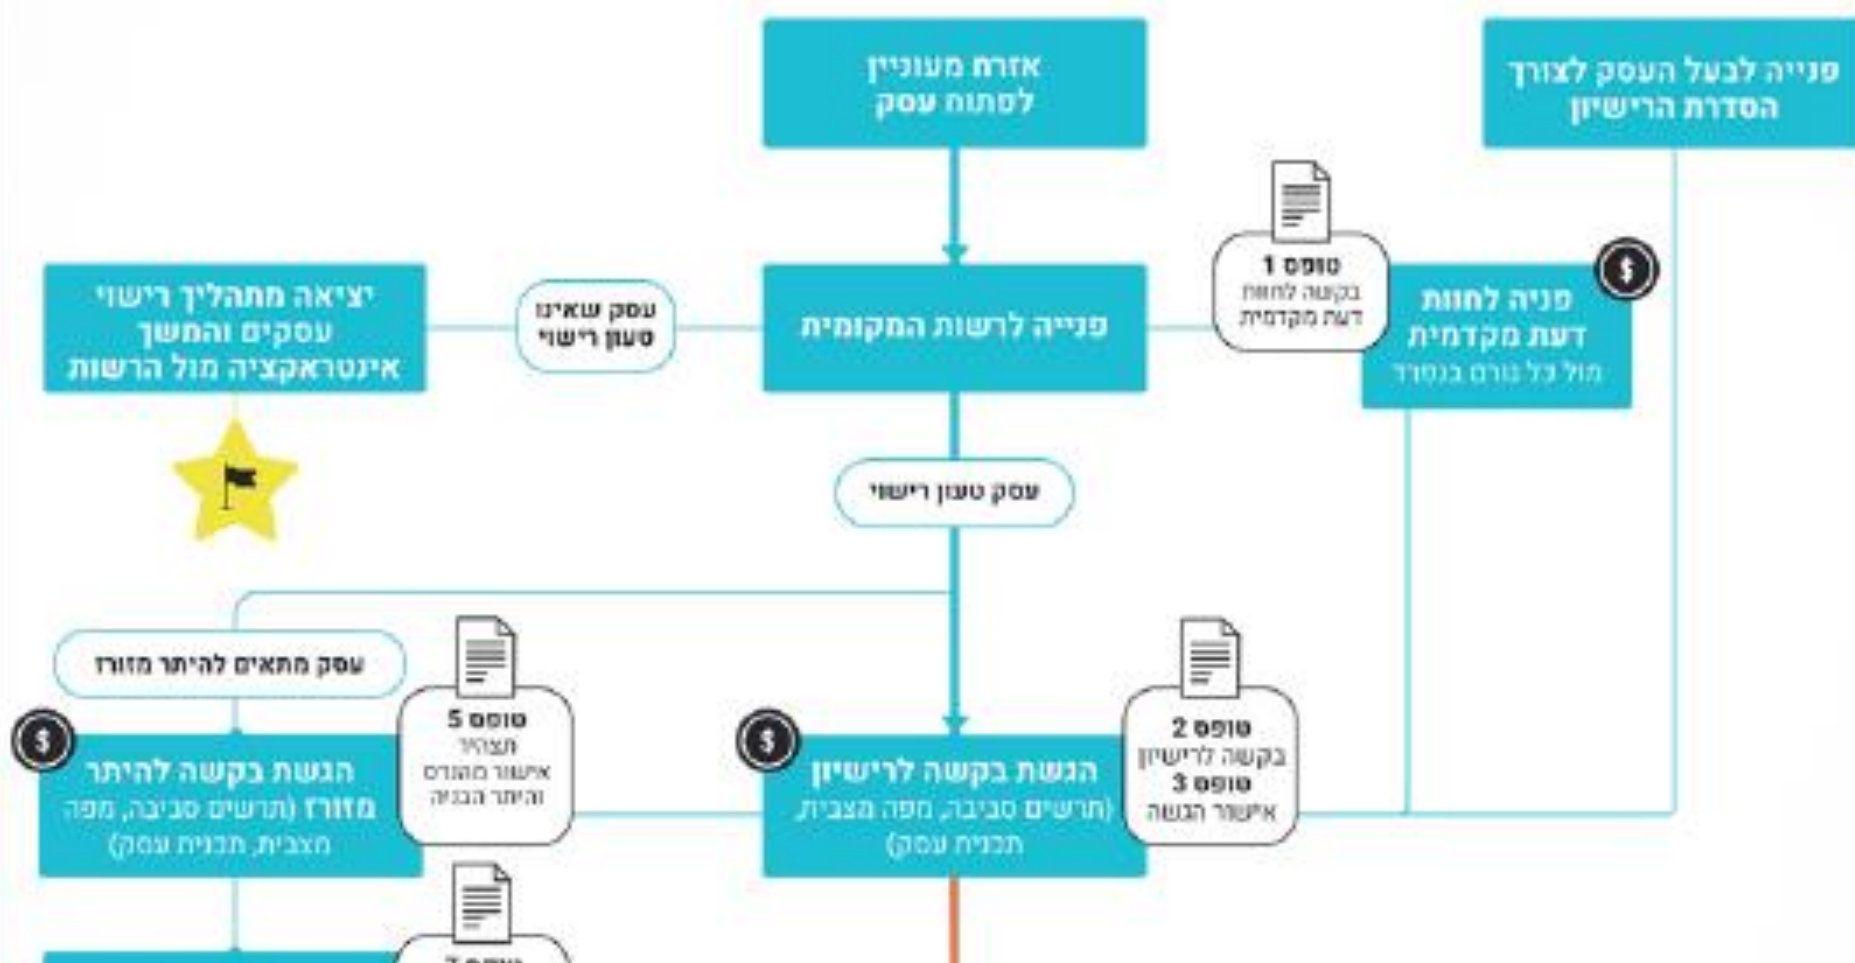 אזרח מעוניין
לפתוח עסק
פנייה לבעל העסק לצורך
הסדרת הרישיון
טופס 1
בקשה לחוות
דעת מקדמית
$
פניה לחוות
דעת מקדמית
מול כל גורם בנפרד
פנייה לרשות המקומית
עסק שאינו
טעון רישוי
יציאה מתהליך רישוי
עסקים והמשך
אינטראקציה מול הרשות
עסק טעון רישוי
עסק מתאים להיתר מזורז
טופס 2
בקשה לרישיון
טופס 3
אישור הגשה
$
הגשת בקשה לרישיון
(תרשים סביבה, מפה מצבית,
תכנית עסק)
טופס 5
תצהיר
אישור מהנדס
והיתר הבניה
$
הגשת בקשה להיתר
מזורז (תרשים סביבה, מפה
מצבית, תכנית עסק)